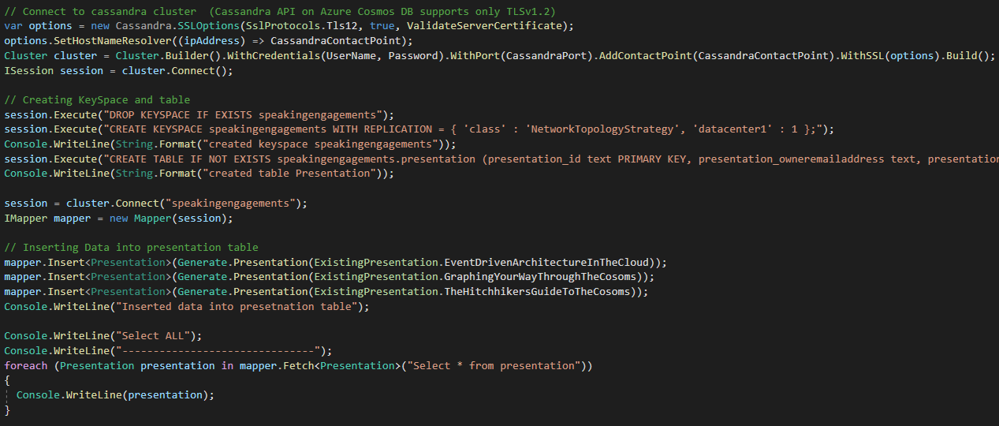 // Connect to cassandra cluster  (Cassandra API on Azure Cosmos DB supports only TLSv1.2)
var options = new Cassandra.SSLOptions(SslProtocols.Tls12, true, ValidateServerCertificate);
options.SetHostNameResolver((ipAddress) => CassandraContactPoint);
Cluster cluster = Cluster.Builder().WithCredentials(UserName, Password).WithPort(CassandraPort).AddContactPoint(CassandraContactPoint).WithSSL(options).Build();
ISession session = cluster.Connect();
// Creating KeySpace and table
session.Execute("DROP KEYSPACE IF EXISTS speakingengagements");
session.Execute("CREATE KEYSPACE speakingengagements WITH REPLICATION = { 'class' : 'NetworkTopologyStrategy', 'datacenter1' : 1 };");
Console.WriteLine(String.Format("created keyspace speakingengagements"));
session.Execute("CREATE TABLE IF NOT EXISTS speakingengagements.presentation (presentation_id text PRIMARY KEY, presentation_owneremailaddress text, presentation
Console.WriteLine(String.Format("created table Presentation"));
session = cluster.Connect("speakingengagements");
IMapper mapper = new Mapper(session);
// Inserting Data into presentation table
mapper.Insert<Presentation>(Generate.Presentation(ExistingPresentation.EventDrivenArchitectureInTheCloud));
mapper.Insert<Presentation>(Generate.Presentation(ExistingPresentation.GraphingYourWayThroughTheCosoms));
mapper.Insert<Presentation>(Generate.Presentation(ExistingPresentation.TheHitchhikersGuideToTheCosoms));
Console.WriteLine("Inserted data into presetnation table");
Console.WriteLine("Select ALL");
Console.WriteLine("-------------------------------");
foreach (Presentation presentation in mapper.Fetch<Presentation>("Select * from presentation"))
{
  Console.WriteLine(presentation);
}